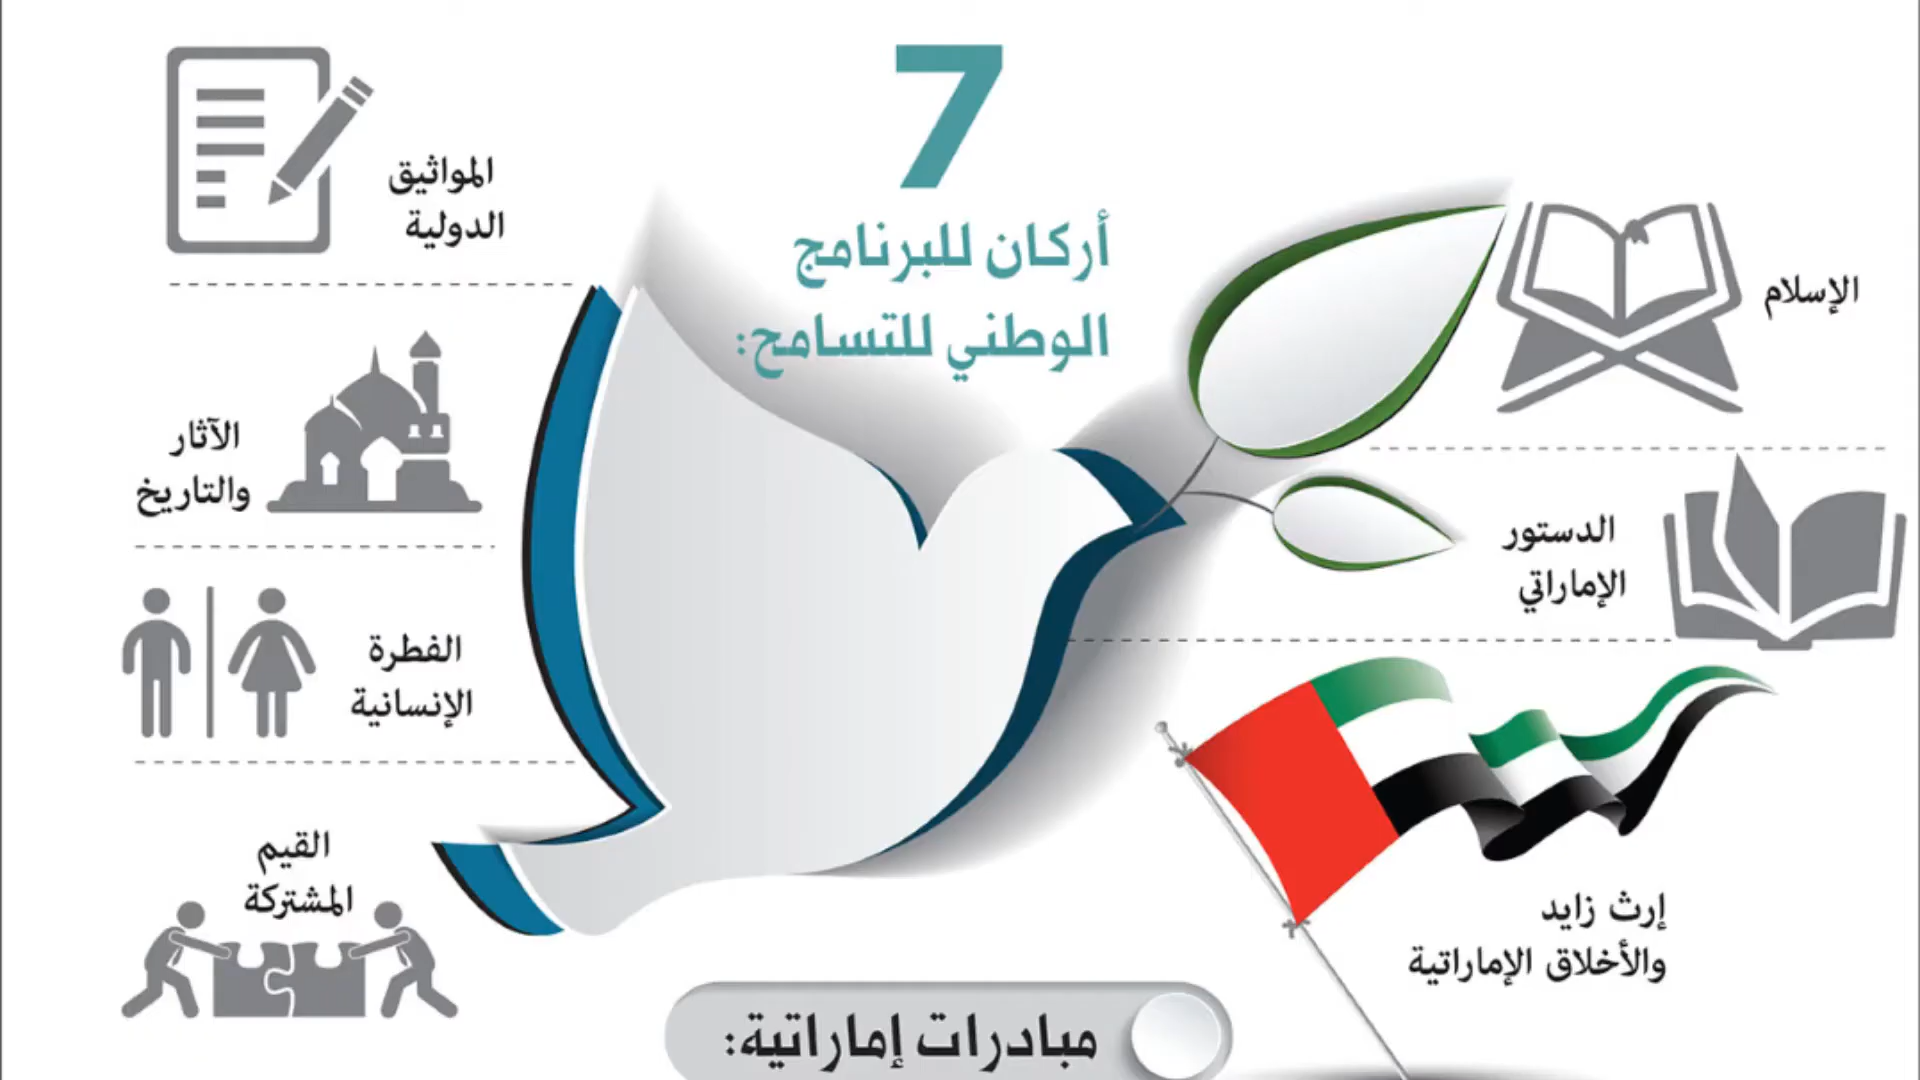 7
أركان للبرنامج
الوطني للتسامح:
الإسلام
الدستور
الإماراتي
إرث زايد
والأخلاق الإماراتية
المواثيق
الدولية
الآثار
والتاريخ
الفطرة
الإنسانية
القيم
المشتركة
مبادرات إماراتية: